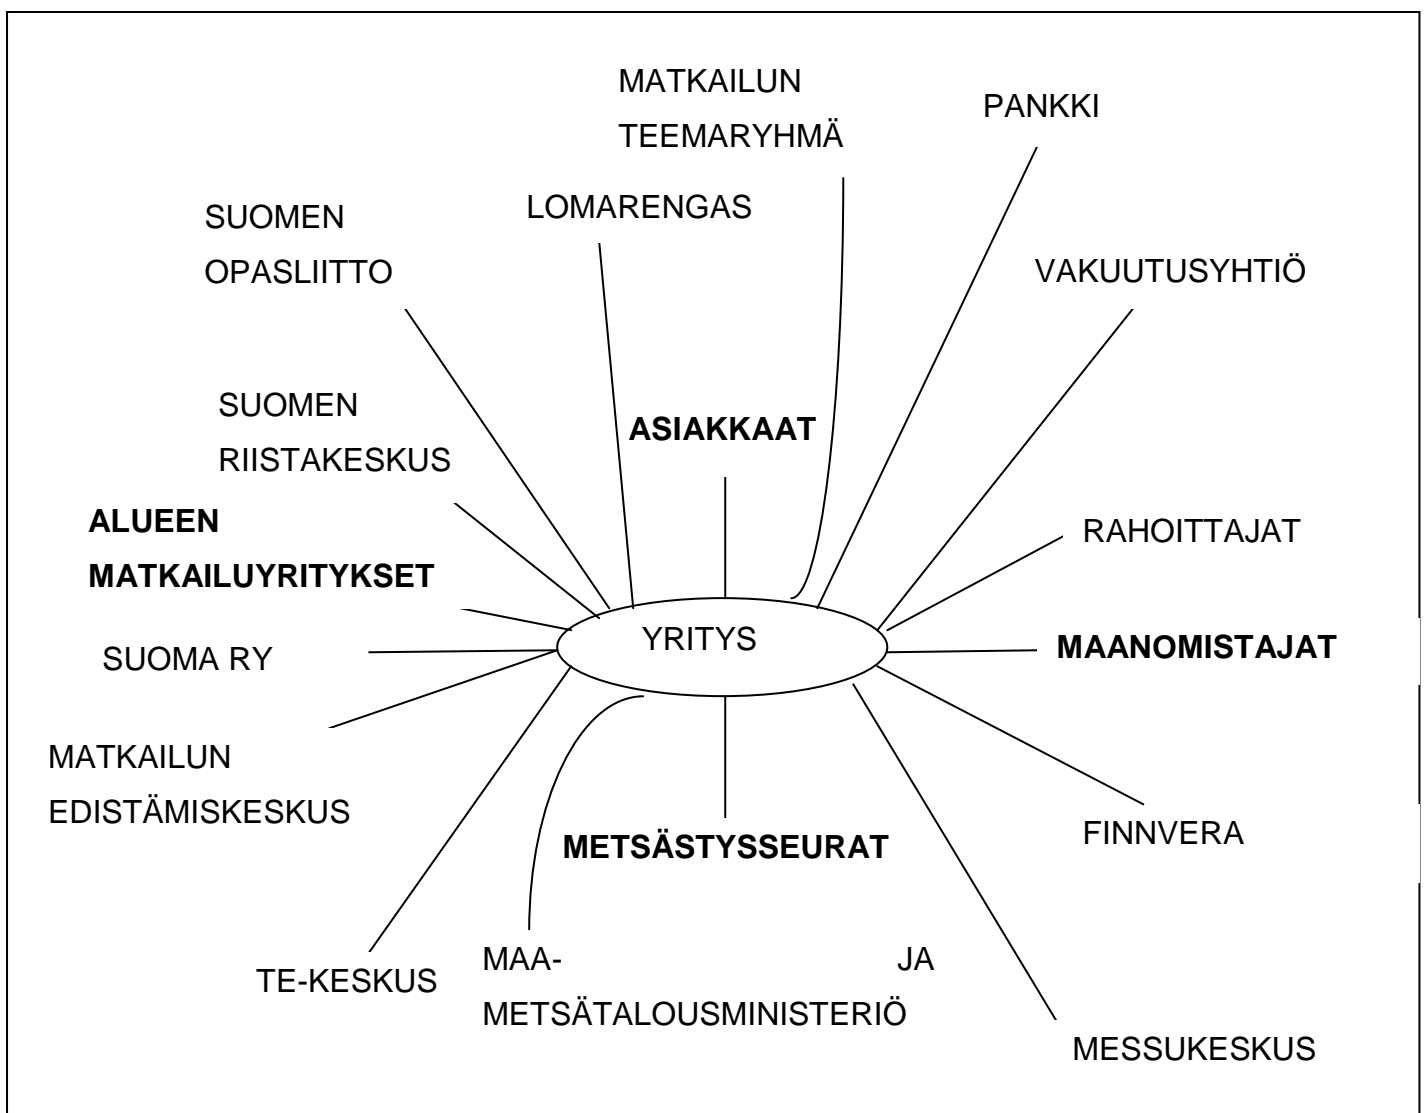 MATKAILUN
TEEMARYHMÄ
PANKKI
LOMARENGAS
SUOMEN
OPASLIITTO
VAKUUTUSYHTIÖ
SUOMEN
RIISTAKESKUS
ASIAKKAAT
ALUEEN
MATKAILUYRITYKSET
RAHOITTAJAT
YRITYS
MAANOMISTAJAT
SUOMA RY
MATKAILUN
EDISTÄMISKESKUS
FINNVERA
METSÄSTYSSEURAT
TE-KESKUS
MAA- JA
METSÄTALOUSMINISTERIÖ
MESSUKESKUS